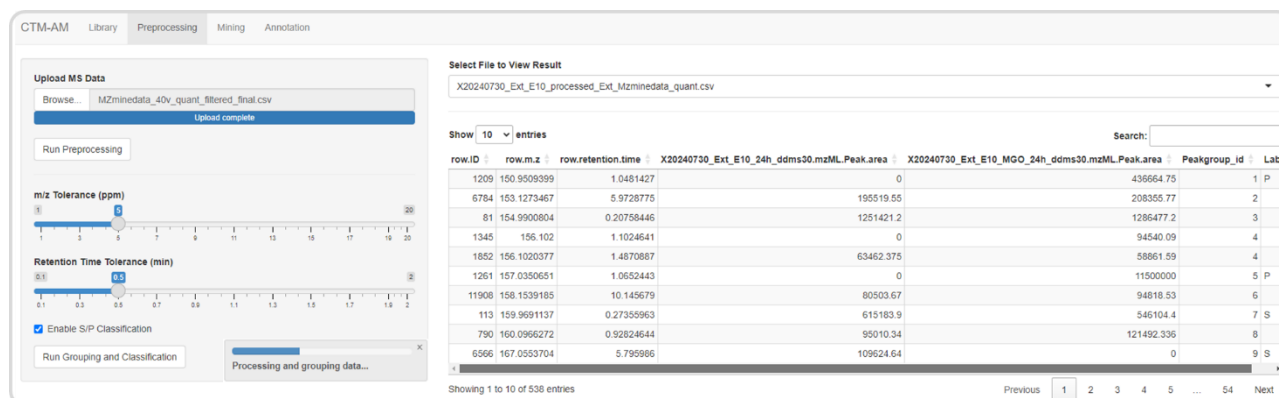 CTM-AM Library Preprocessing Mining Annotation
Upload MS Data
Browse... MZminedata_40v_quant_filtered_final.csv
Upload complete
Run Preprocessing
m/z Tolerance (ppm)
1 5 20
1 3 5 7 9 11 13 15 17 19 20
Retention Time Tolerance (min)
0.1 0.5 2
0.1 0.3 0.5 0.7 0.9 1.1 1.3 1.5 1.7 1.9 2
Enable S/P Classification
Run Grouping and Classification
Processing and grouping data...
×
Select File to View Result
X20240730_Ext_E10_processed_Ext_Mzminedata_quant.csv
Show 10 entries Search:
row.ID row.m.z row.retention.time X20240730_Ext_E10_24h_ddms30.mzML.Peak.area X20240730_Ext_E10_MGO_24h_ddms30.mzML.Peak.area Peakgroup_id Lab
1209 150.9509399 1.0481427 0 436664.75 1 P
6784 153.1273467 5.9728775 195519.55 208355.77 2
81 154.9900804 0.20758446 1251421.2 1286477.2 3
1345 156.102 1.1024641 0 94540.09 4
1852 156.1020377 1.4870887 63462.375 58861.59 4
1261 157.0350651 1.0652443 0 11500000 5 P
11908 158.1539185 10.145679 80503.67 94818.53 6
113 159.9691137 0.27355963 615183.9 546104.4 7 S
790 160.0966272 0.92824644 95010.34 121492.336 8
6566 167.0553704 5.795986 109624.64 0 9 S
Showing 1 to 10 of 538 entries Previous 1 2 3 4 5 … 54 Next